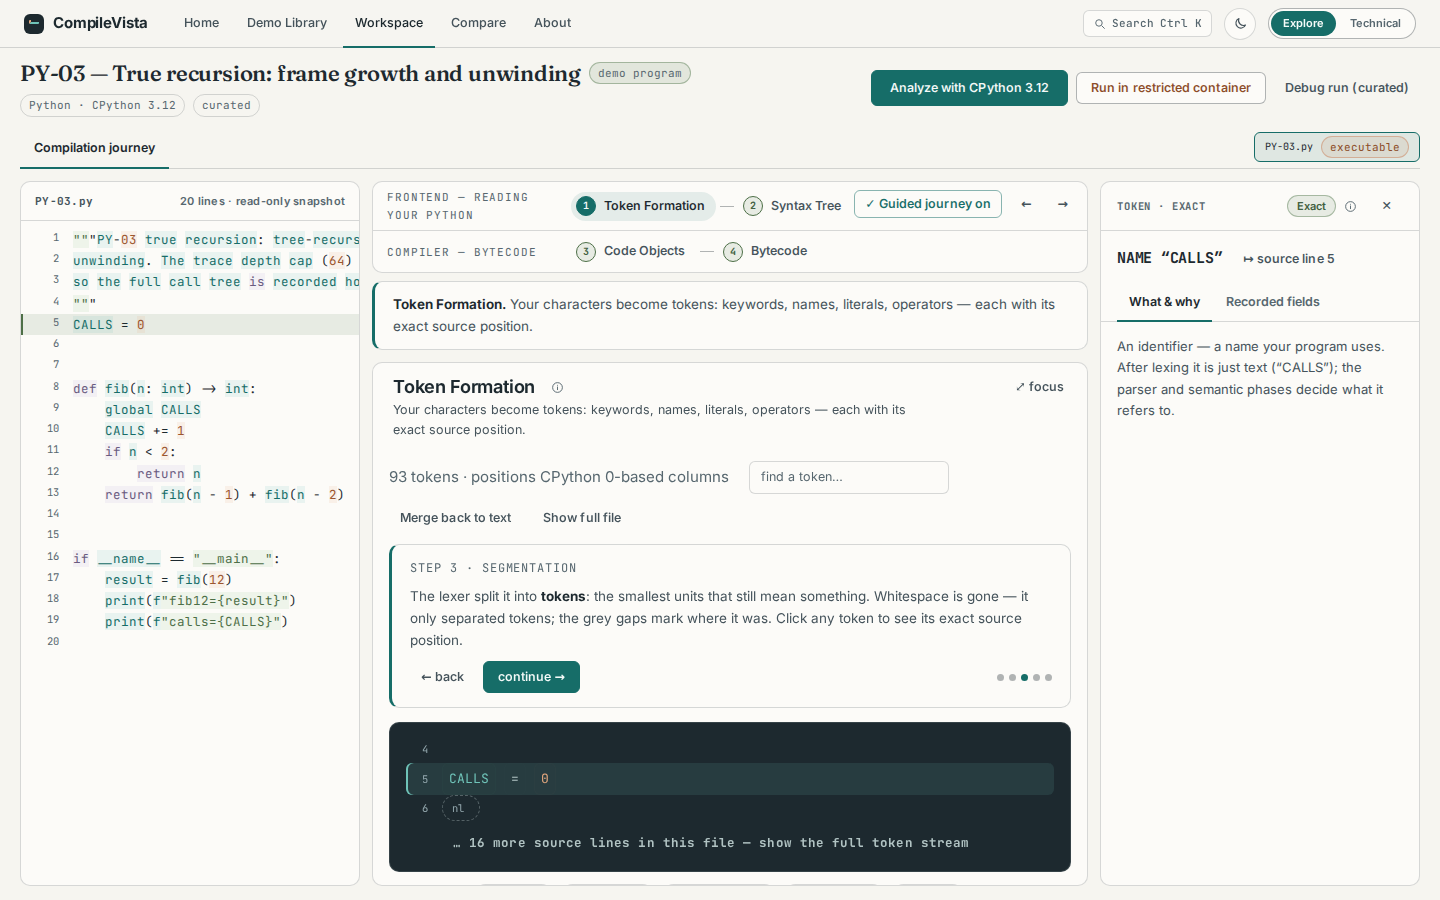 CompileVista
Home
Demo Library
Workspace
Compare
About
Search Ctrl K
Explore
Technical
PY-03 — True recursion: frame growth and unwinding
demo program
Python · CPython 3.12
curated
Analyze with CPython 3.12
Run in restricted container
Debug run (curated)
Compilation journey
PY-03.py
executable
PY-03.py
20 lines · read-only snapshot
1 """PY-03 true recursion: tree-recurs
2 unwinding. The trace depth cap (64)
3 so the full call tree is recorded ho
4 """
5 CALLS = 0
6
7
8 def fib(n: int) -> int:
9 global CALLS
10 CALLS += 1
11 if n < 2:
12 return n
13 return fib(n - 1) + fib(n - 2)
14
15
16 if __name__ == "__main__":
17 result = fib(12)
18 print(f"fib12={result}")
19 print(f"calls={CALLS}")
20
FRONTEND — READING
YOUR PYTHON
1 Token Formation — 2 Syntax Tree
✓ Guided journey on
← →
COMPILER — BYTECODE
3 Code Objects — 4 Bytecode
Token Formation. Your characters become tokens: keywords, names, literals, operators — each with its
exact source position.
Token Formation
⤢ focus
Your characters become tokens: keywords, names, literals, operators — each with its
exact source position.
93 tokens · positions CPython 0-based columns
find a token…
Merge back to text
Show full file
STEP 3 · SEGMENTATION
The lexer split it into tokens: the smallest units that still mean something. Whitespace is gone — it
only separated tokens; the grey gaps mark where it was. Click any token to see its exact source
position.
← back
continue →
4
5 CALLS = 0
6 nl
… 16 more source lines in this file — show the full token stream
TOKEN · EXACT
Exact
✕
NAME “CALLS”
↦ source line 5
What & why
Recorded fields
An identifier — a name your program uses.
After lexing it is just text (“CALLS”); the
parser and semantic phases decide what it
refers to.